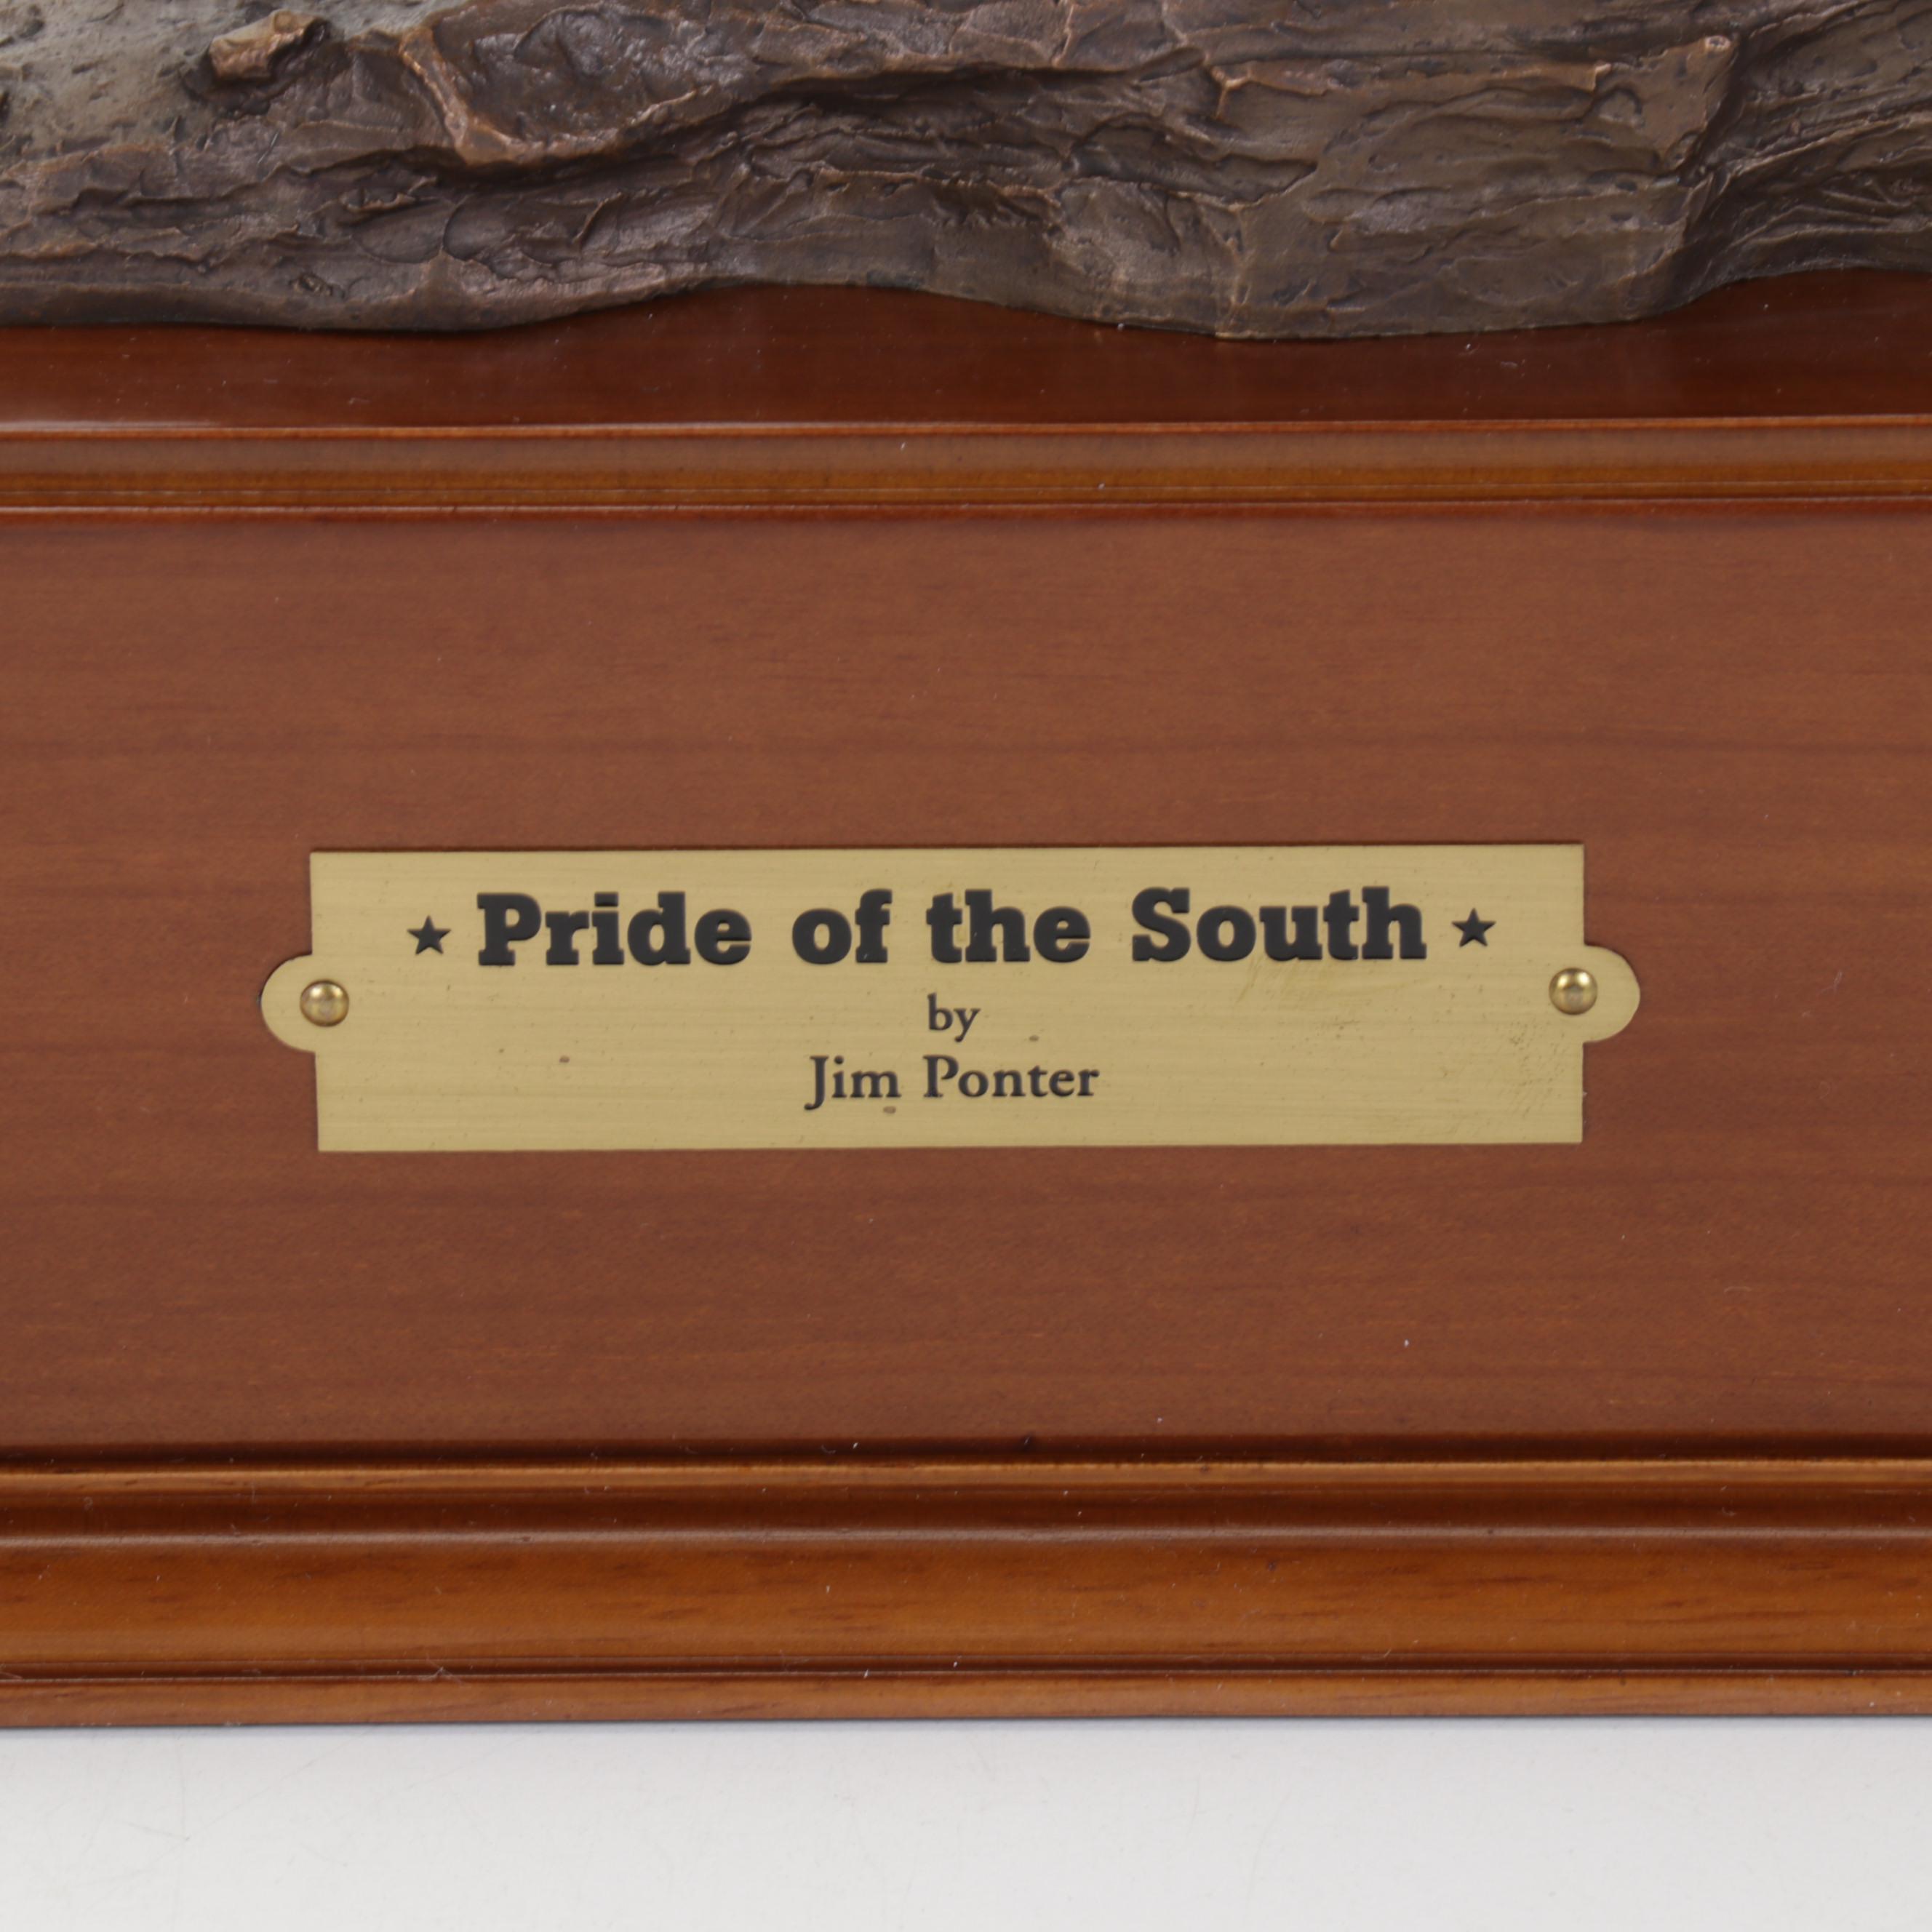 ★ Pride of the South ★
by
Jim Ponter